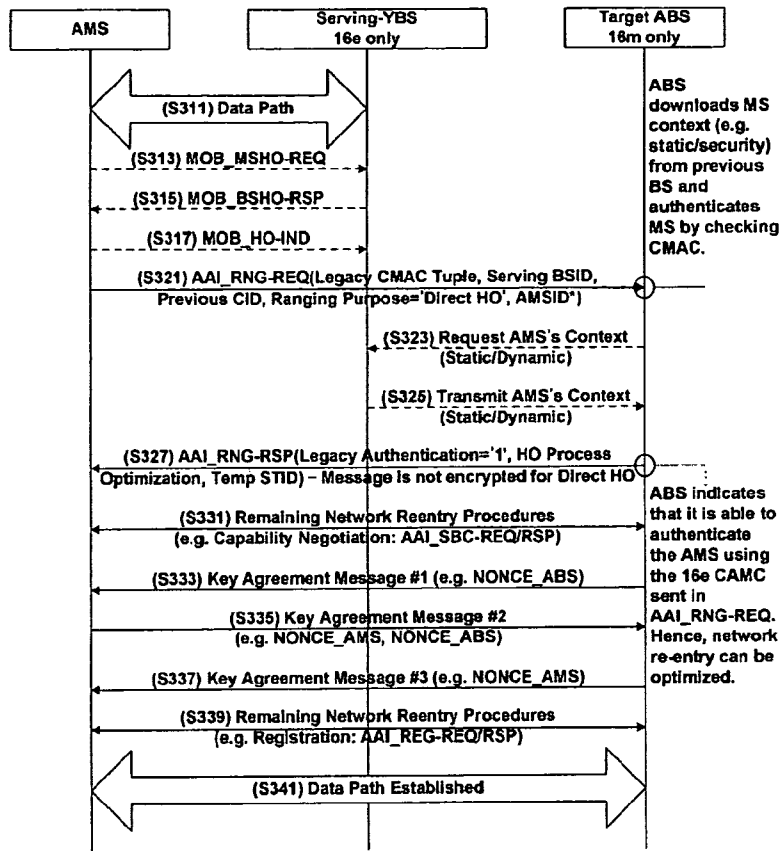 AMS
Serving-YBS
16e only
Target ABS
16m only
(S311) Data Path
ABS
downloads MS
context (e.g.
static/security)
from previous
BS and
authenticates
MS by checking
CMAC.
(S313) MOB_MSHO-REQ
(S315) MOB_BSHO-RSP
(S317) MOB_HO-IND
(S321) AAI_RNG-REQ(Legacy CMAC Tuple, Serving BSID,
Previous CID, Ranging Purpose='Direct HO', AMSID*)
(S323) Request AMS's Context
(Static/Dynamic)
(S325) Transmit AMS's Context
(Static/Dynamic)
(S327) AAI_RNG-RSP(Legacy Authentication='1', HO Process
Optimization, Temp STID) – Message is not encrypted for Direct HO
ABS indicates
that it is able to
authenticate
the AMS using
the 16e CAMC
sent in
AAI_RNG-REQ.
Hence, network
re-entry can be
optimized.
(S331) Remaining Network Reentry Procedures
(e.g. Capability Negotiation: AAI_SBC-REQ/RSP)
(S333) Key Agreement Message #1 (e.g. NONCE_ABS)
(S335) Key Agreement Message #2
(e.g. NONCE_AMS, NONCE_ABS)
(S337) Key Agreement Message #3 (e.g. NONCE_AMS)
(S339) Remaining Network Reentry Procedures
(e.g. Registration: AAI_REG-REQ/RSP)
(S341) Data Path Established